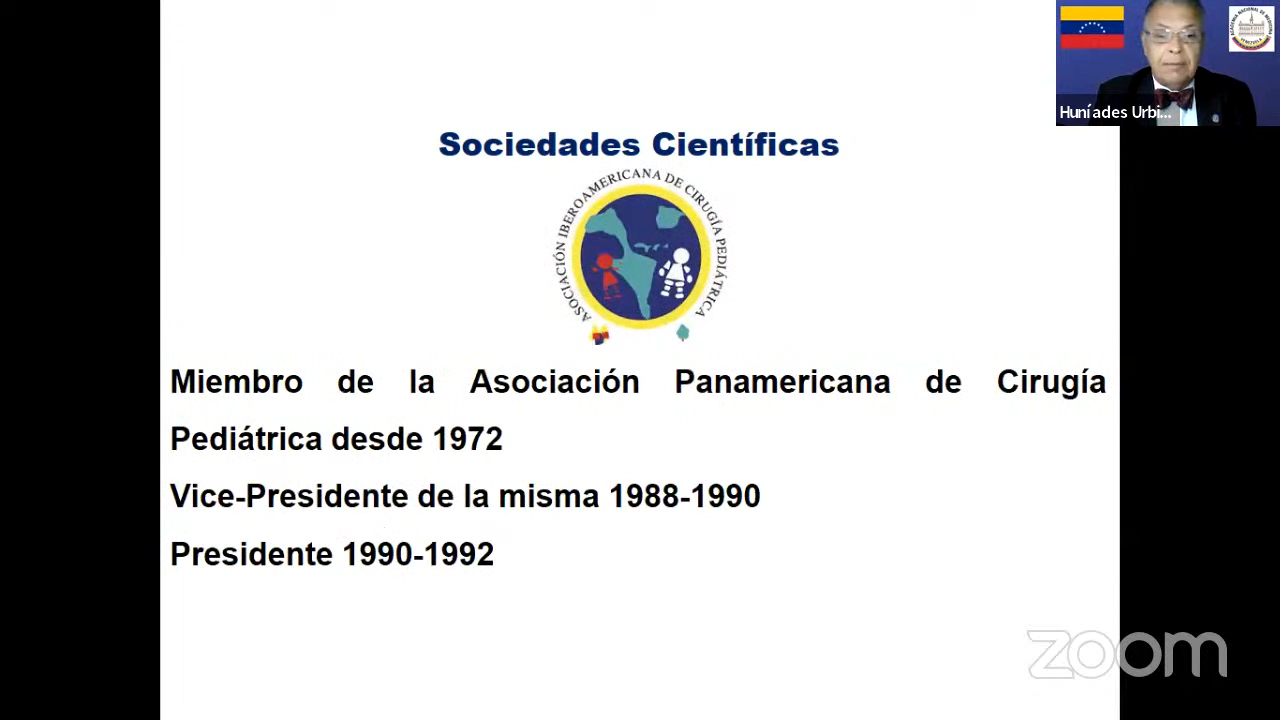 Huníades Urbi...
Sociedades Científicas
ASOCIACIÓN IBEROAMERICANA DE CIRUGÍA PEDIÁTRICA
Miembro de la Asociación Panamericana de Cirugía
Pediátrica desde 1972
Vice-Presidente de la misma 1988-1990
Presidente 1990-1992
zoom